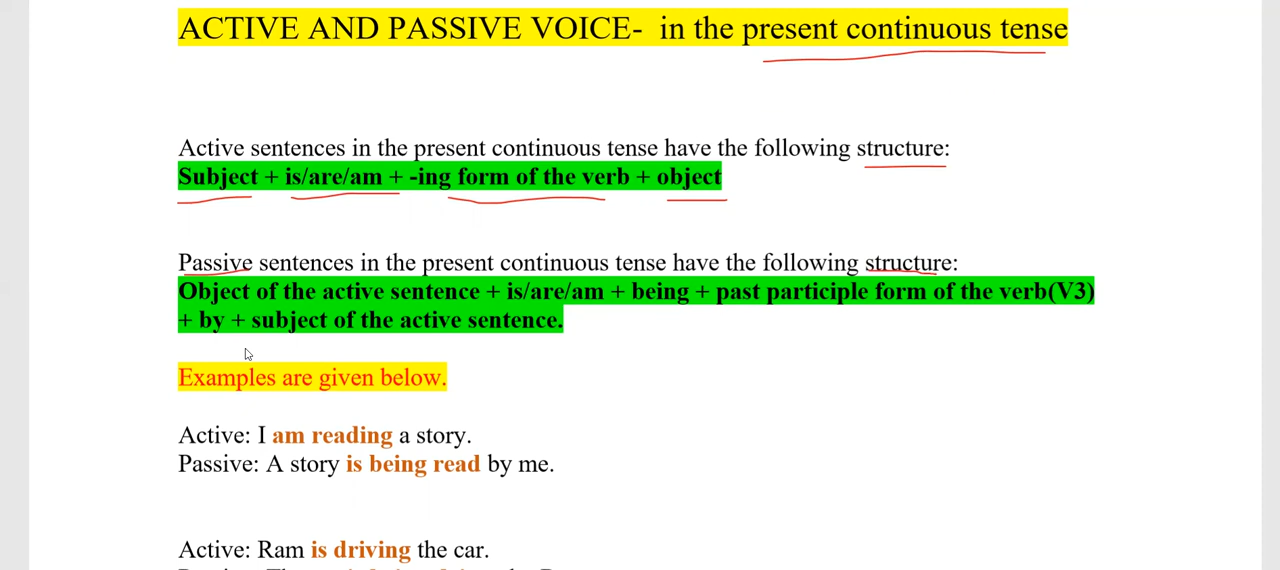 ACTIVE AND PASSIVE VOICE- in the present continuous tense
Active sentences in the present continuous tense have the following structure:
Subject + is/are/am + -ing form of the verb + object
Passive sentences in the present continuous tense have the following structure:
Object of the active sentence + is/are/am + being + past participle form of the verb(V3)
+ by + subject of the active sentence.
Examples are given below.
Active: I am reading a story.
Passive: A story is being read by me.
Active: Ram is driving the car.